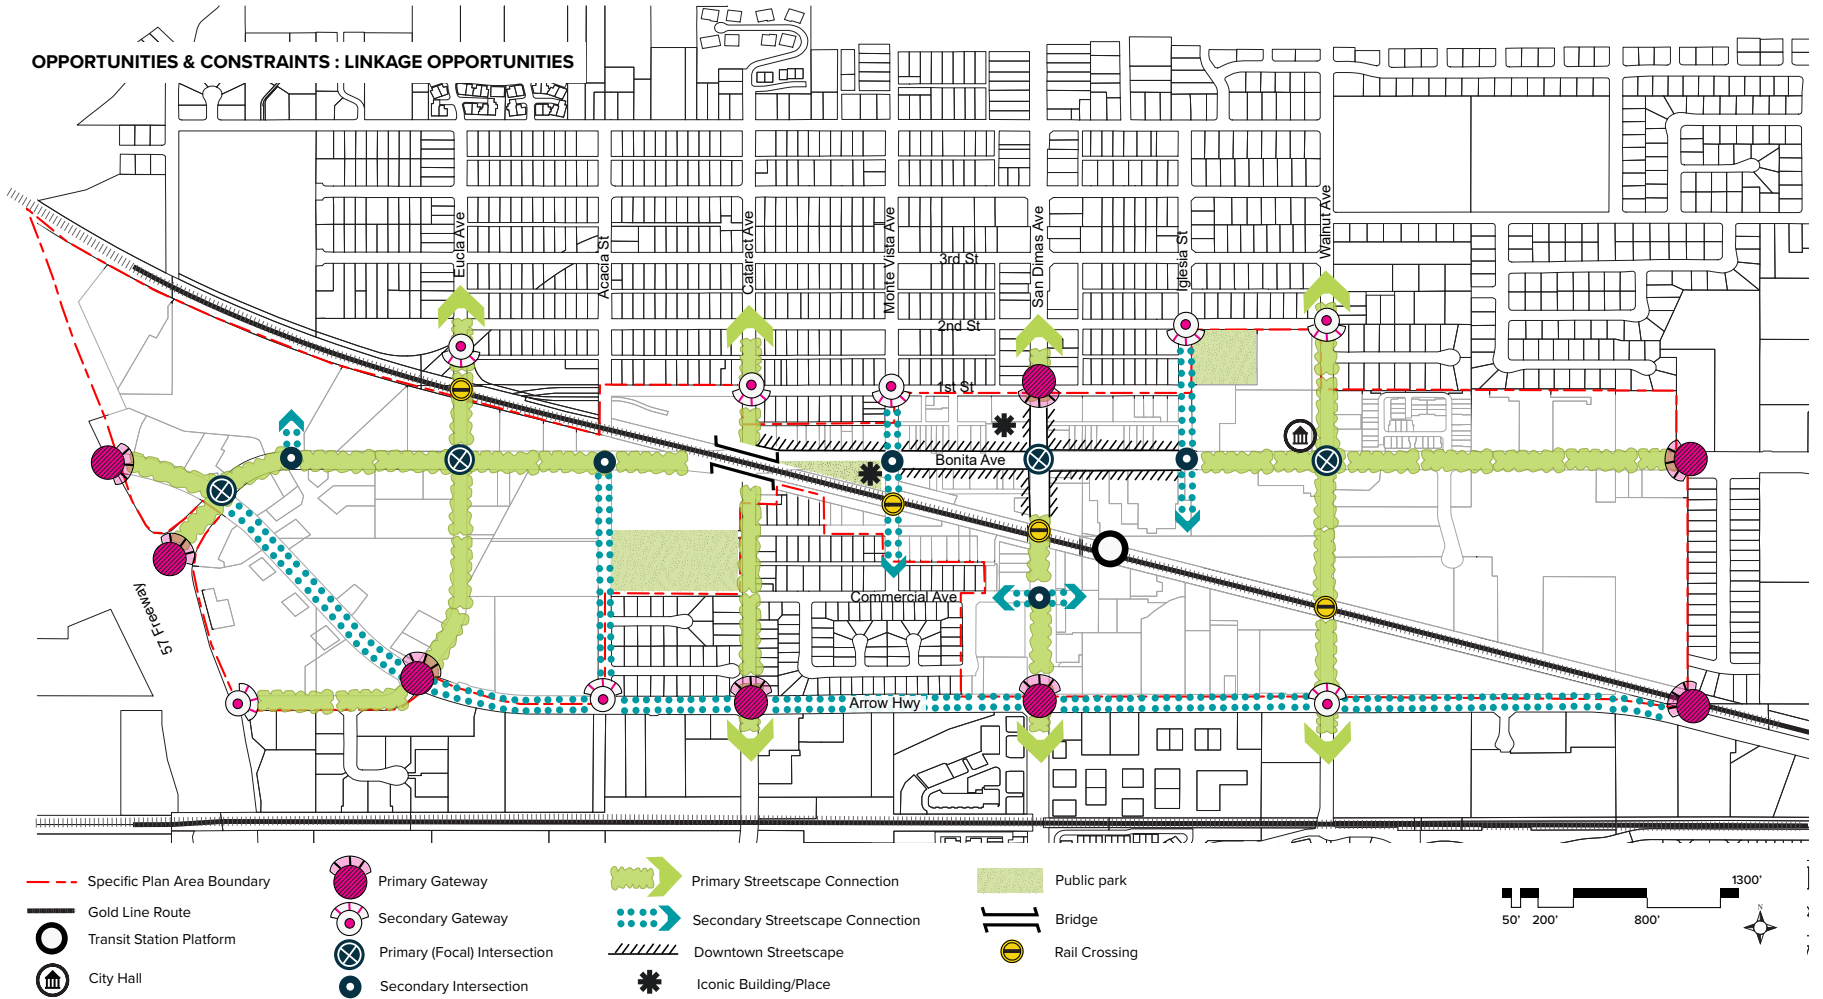 OPPORTUNITIES & CONSTRAINTS : LINKAGE OPPORTUNITIES
Eucla Ave
Acacia St
Cataract Ave
Monte Vista Ave
San Dimas Ave
Iglesia St
Walnut Ave
3rd St
2nd St
1st St
Bonita Ave
Commercial Ave
57 Freeway
Arrow Hwy
Specific Plan Area Boundary
Gold Line Route
Transit Station Platform
City Hall
Primary Gateway
Secondary Gateway
Primary (Focal) Intersection
Secondary Intersection
Primary Streetscape Connection
Secondary Streetscape Connection
Downtown Streetscape
Iconic Building/Place
Public park
Bridge
Rail Crossing
1300'
50' 200' 800'
N